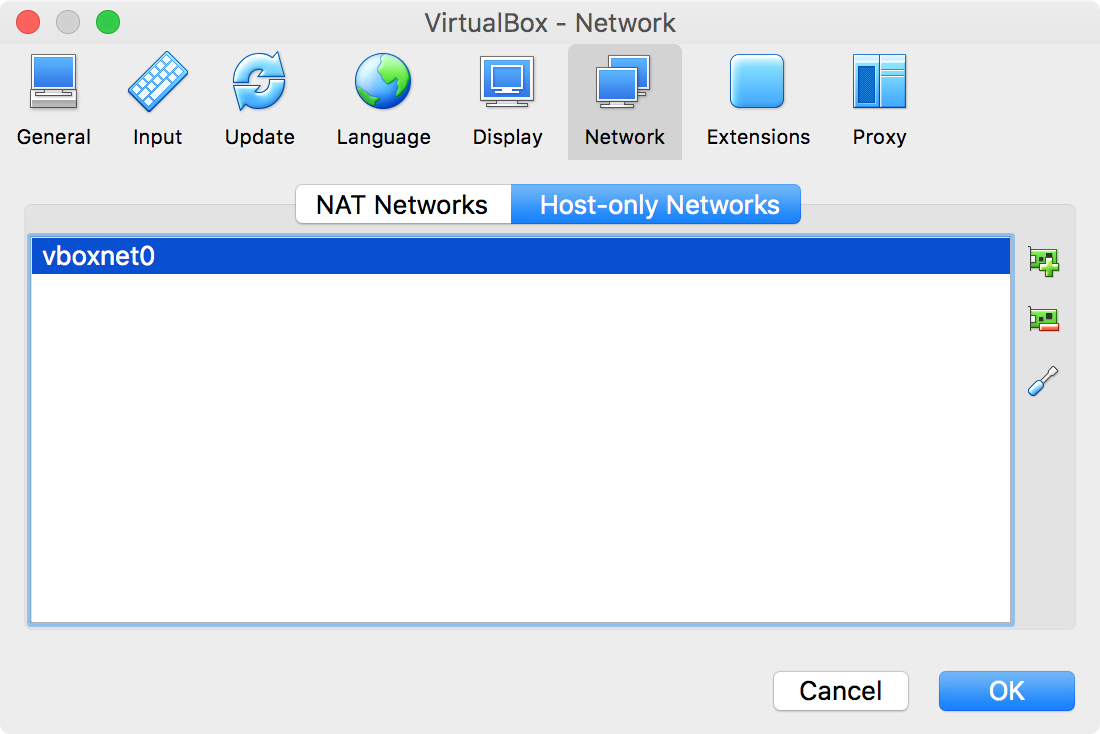 VirtualBox - Network
General Input Update Language Display Network Extensions Proxy
NAT Networks Host-only Networks
vboxnet0
Cancel OK